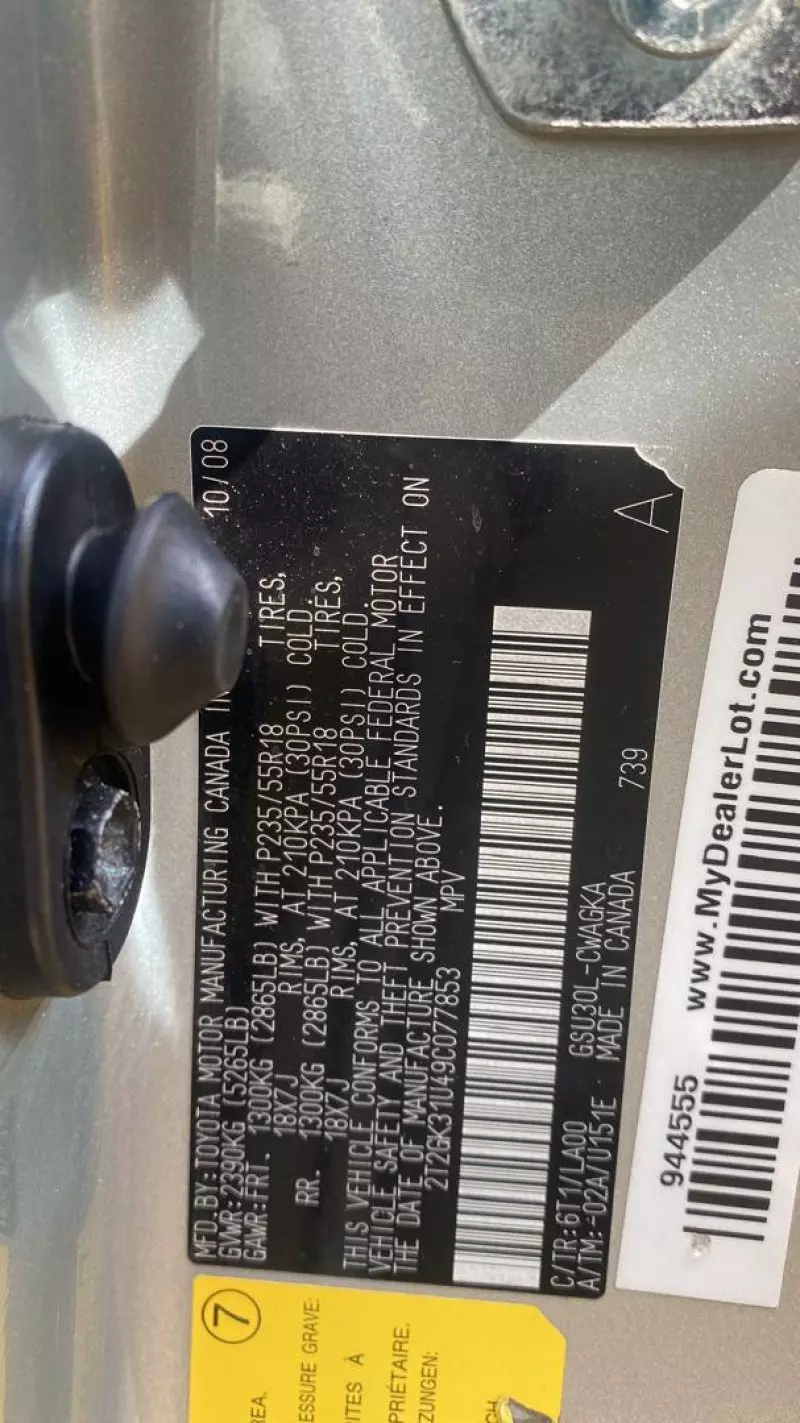 MFD. BY: TOYOTA MOTOR MANUFACTURING CANADA 10/08
GVWR: 2390KG (5265LB)
GAWR: FRT. 1300KG (2865LB) WITH P235/55R18 TIRES,
18X7J RIMS, AT 210KPA (30PSI) COLD.
RR. 1300KG (2865LB) WITH P235/55R18 TIRES,
18X7J RIMS, AT 210KPA (30PSI) COLD.
THIS VEHICLE CONFORMS TO ALL APPLICABLE FEDERAL MOTOR
VEHICLE SAFETY AND THEFT PREVENTION STANDARDS IN EFFECT ON
THE DATE OF MANUFACTURE SHOWN ABOVE.
2T2GK31U49C077853 MPV
C/TR: 6T1/LA00 GSU30L-CWAGKA
A/TM: -02A/U151E MADE IN CANADA 739 A
944555 www.MyDealerLot.com
7
ESSURE GRAVE:
ITES À
PRIÉTAIRE.
ZUNGEN: